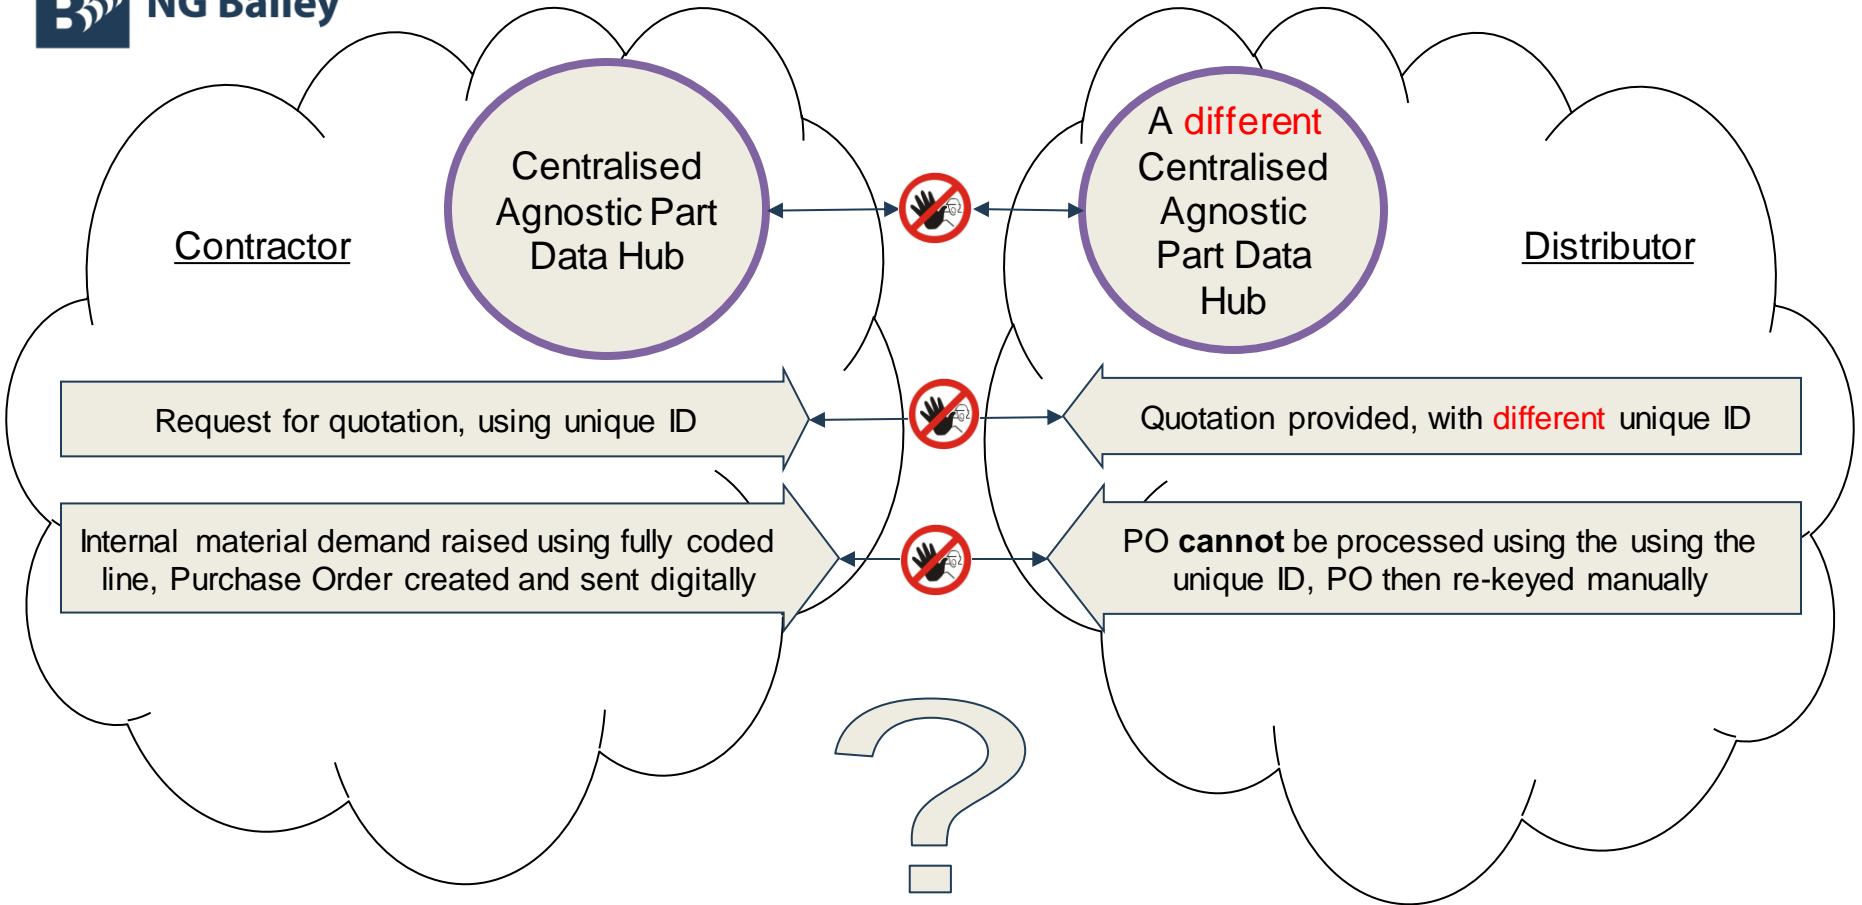 B
NG Bailey
Contractor
Centralised
Agnostic Part
Data Hub
A different
Centralised
Agnostic
Part Data
Hub
Distributor
Request for quotation, using unique ID
Quotation provided, with different unique ID
Internal material demand raised using fully coded
line, Purchase Order created and sent digitally
PO cannot be processed using the using the
unique ID, PO then re-keyed manually
?